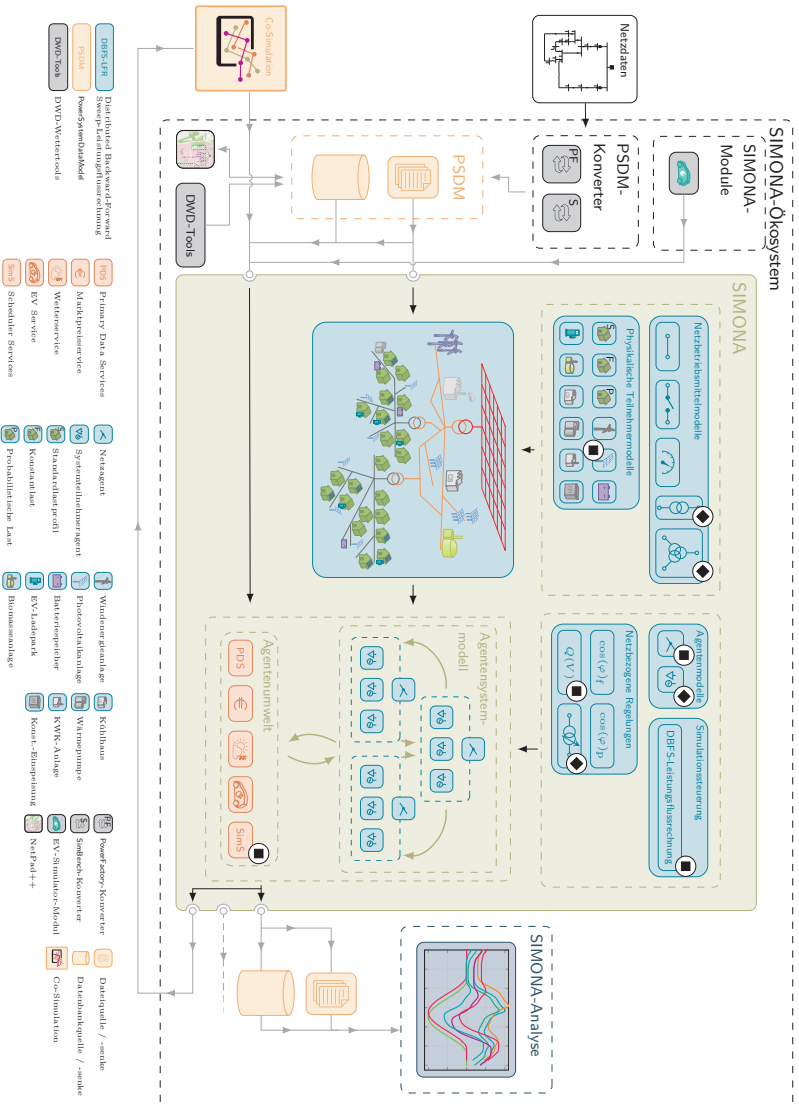 SIMONA-Ökosystem
Netzdaten
PSDM-
Konverter
PF
S
SIMONA-
Module
Co-Simulation
PSDM
DWD-Tools
SIMONA
Netzbetriebsmittelmodelle
Physikalische Teilnehmermodelle
S
F
P
Agentenmodelle
Simulationssteuerung
DBFS-Leistungsflussrechnung
Netzbezogene Regelungen
cos(φ)f
cos(φ)p
Q(V)
Agentensystem-
modell
Agentenumwelt
PDS
€
SimS
SIMONA-Analyse
DBFS-LFR
Distributed Backward-Forward
Sweep-Leistungsflussrechnung
PSDM
PowerSystemDataModel
DWD-Tools
DWD-Wettertools
PDS
Primary Data Services
€
Marktpreisservice
Wetterservice
EV Service
SimS
Scheduler Services
Netzagent
Systemteilnehmeragent
S
Standardlastprofil
F
Konstantlast
P
Probabilistische Last
Windenergieanlage
Photovoltaikanlage
Batteriespeicher
EV-Ladepark
Biomasseanlage
Kühlhaus
Wärmepumpe
KWK-Anlage
Konst.-Einspeisung
PF
PowerFactory-Konverter
S
SimBench-Konverter
EV-Simulator-Modul
NetPad++
Dateiquelle / -senke
Datenbankquelle / -senke
Co-Simulation